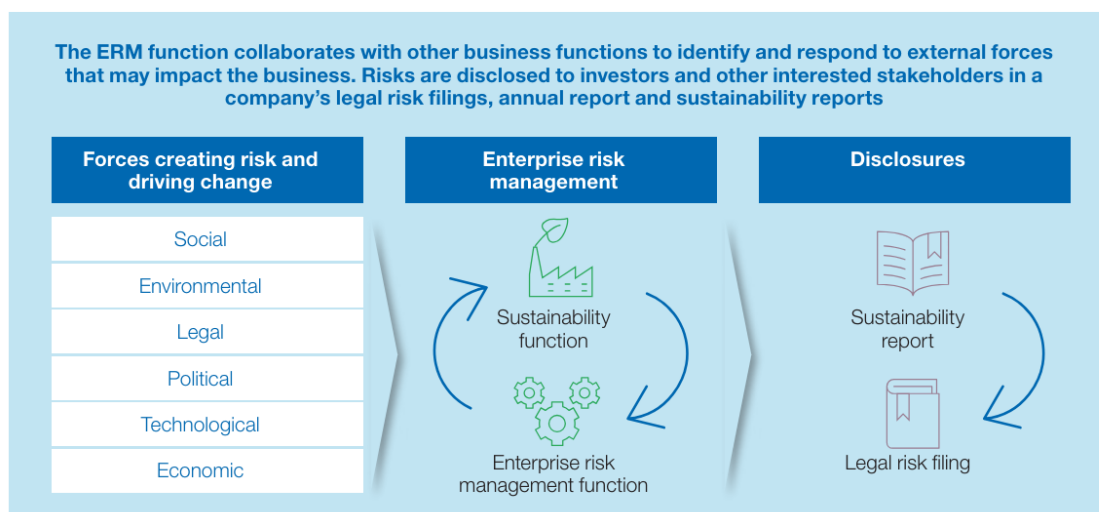 The ERM function collaborates with other business functions to identify and respond to external forces
that may impact the business. Risks are disclosed to investors and other interested stakeholders in a
company’s legal risk filings, annual report and sustainability reports
Forces creating risk and
driving change
Social
Environmental
Legal
Political
Technological
Economic
Enterprise risk
management
Sustainability
function
Enterprise risk
management function
Disclosures
Sustainability
report
Legal risk filing